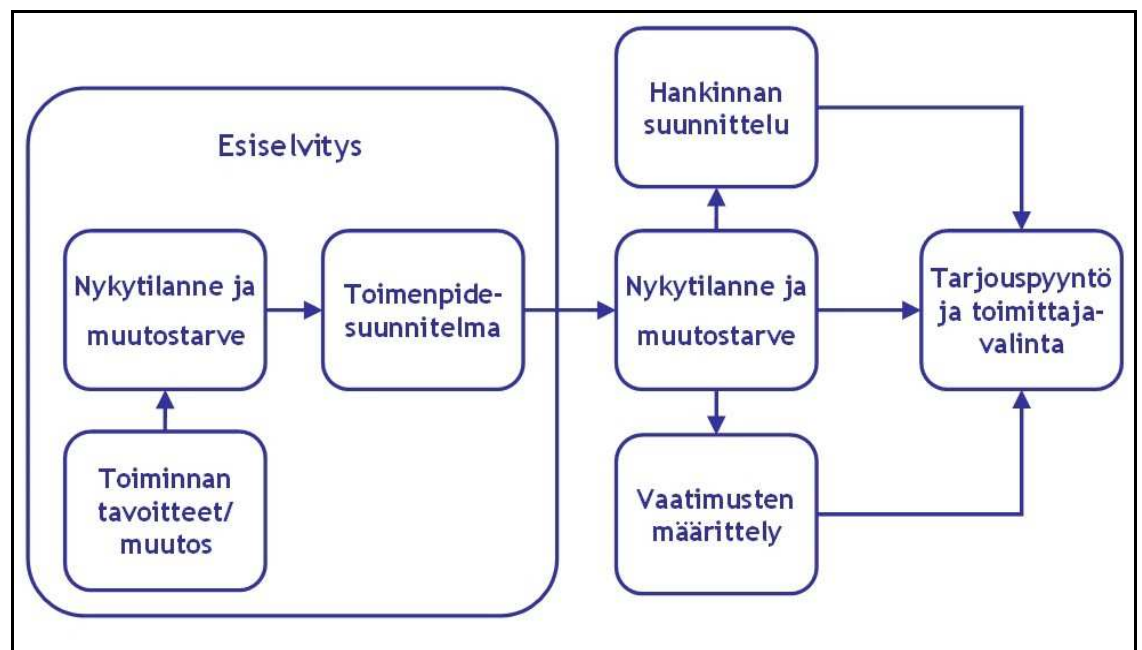 Esiselvitys
Nykytilanne ja
muutostarve
Toimenpide-
suunnitelma
Toiminnan
tavoitteet/
muutos
Hankinnan
suunnittelu
Nykytilanne ja
muutostarve
Vaatimusten
määrittely
Tarjouspyyntö
ja toimittaja-
valinta